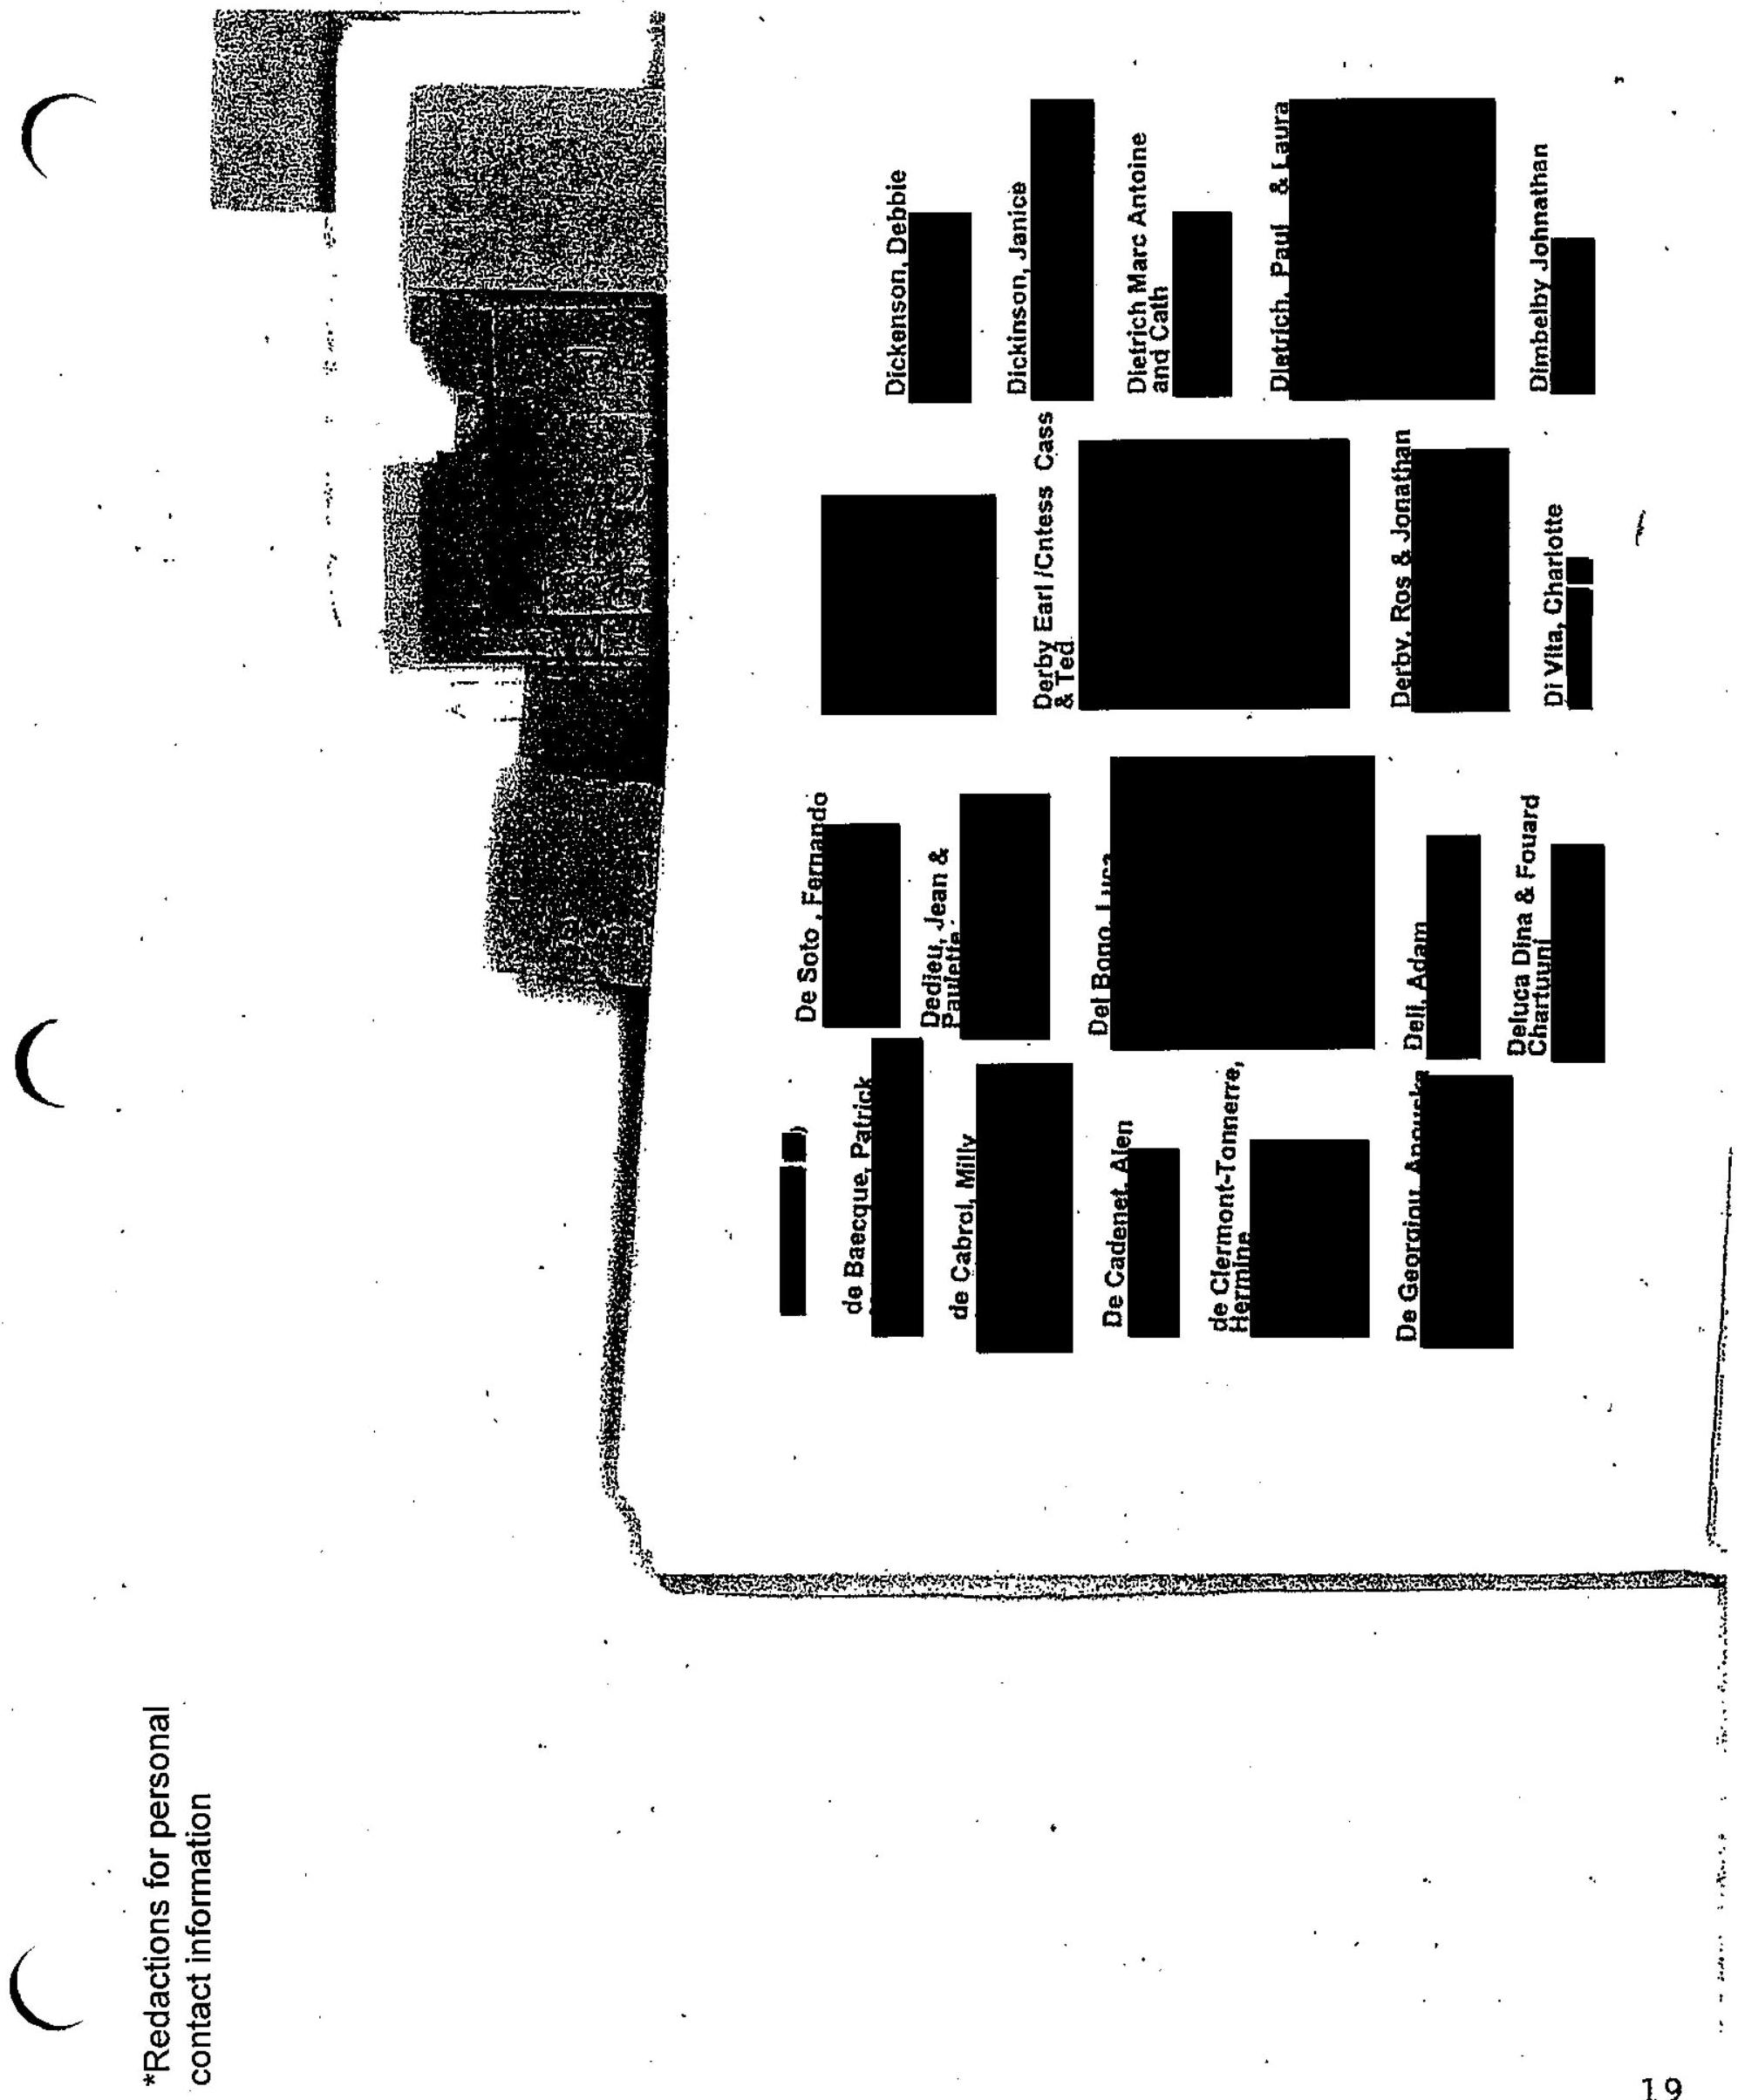 *Redactions for personal
contact information
)
de Baecque, Patrick
de Cabrol, Milly
De Cadenet, Alen
de Clermont-Tonnerre,
Hermine
De Georgiou, Anouska
De Soto , Fernando
Dedieu, Jean &
Paulette
Del Bono, Luca
Dell, Adam
Deluca Dina & Fouard
Chartuuni
Derby Earl /Cntess Cass
& Ted
Derby, Ros & Jonathan
Di Vita, Charlotte
Dickenson, Debbie
Dickinson, Janice
Dietrich Marc Antoine
and Cath
Dietrich, Paul & Laura
Dimbelby Johnathan
19